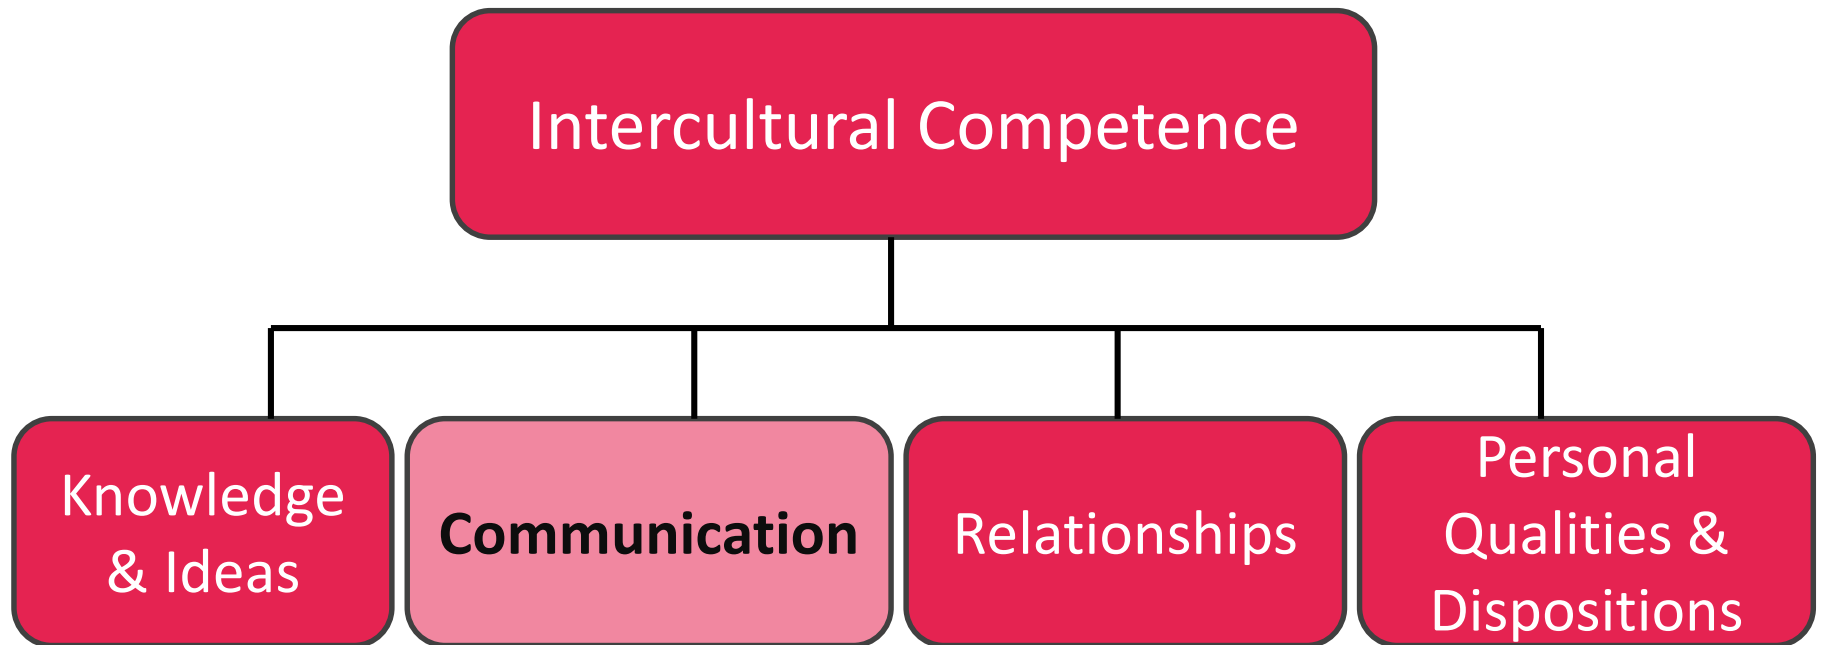 Intercultural Competence
Knowledge
& Ideas
Communication
Relationships
Personal
Qualities &
Dispositions